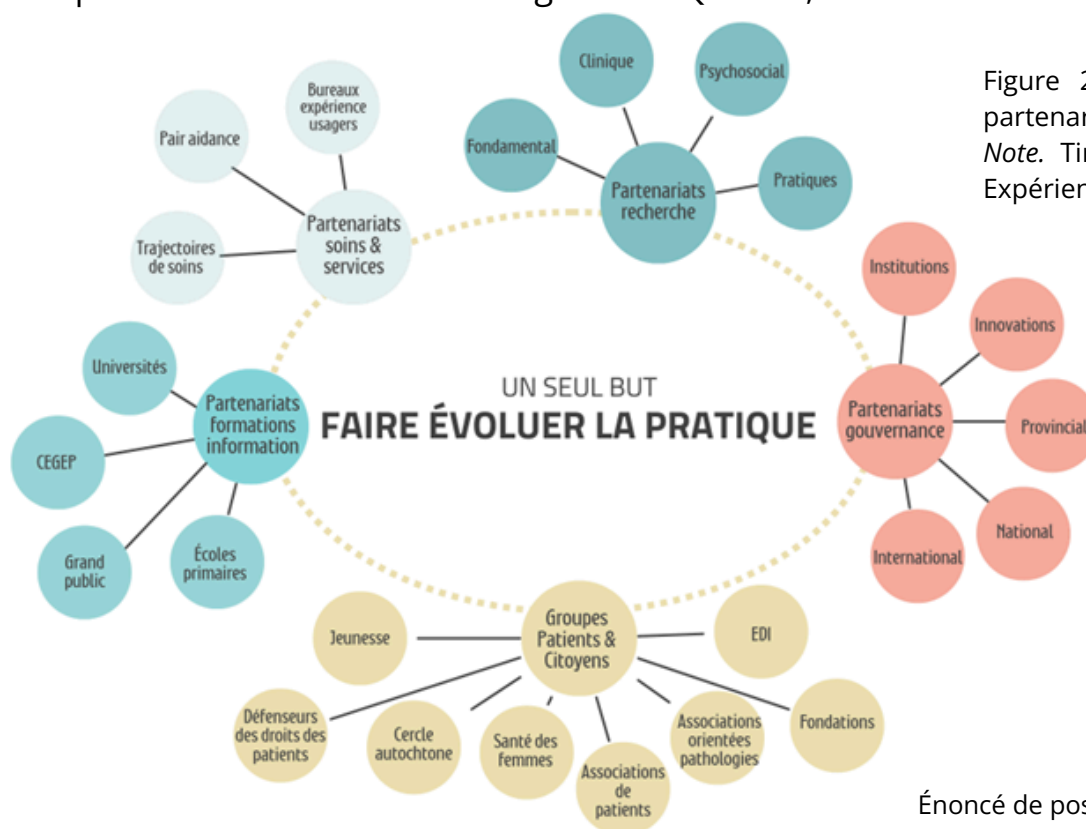 Figure 2
partenar
Note. Tir
Expérien
Clinique
Psychosocial
Fondamental
Pratiques
Partenariats
recherche
Bureaux
expérience
usagers
Pair aidance
Trajectoires
de soins
Partenariats
soins &
services
Institutions
Innovations
Provincial
National
International
Partenariats
gouvernance
Universités
CEGEP
Grand
public
Écoles
primaires
Partenariats
formations
information
UN SEUL BUT
FAIRE ÉVOLUER LA PRATIQUE
Groupes
Patients &
Citoyens
Jeunesse
EDI
Défenseurs
des droits des
patients
Cercle
autochtone
Santé des
femmes
Associations
de
patients
Associations
orientées
pathologies
Fondations
Énoncé de pos